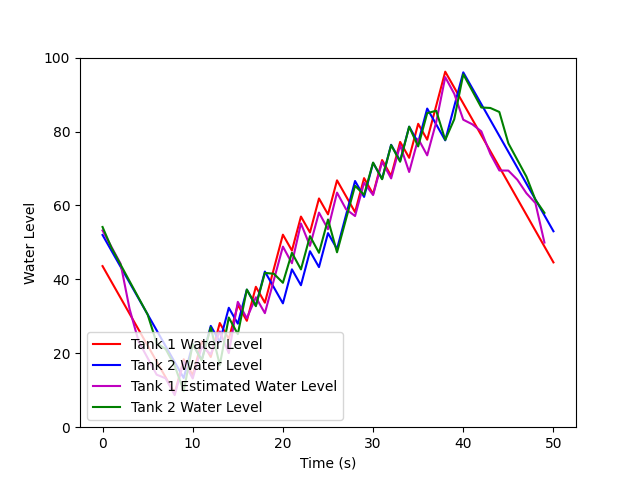 100
80
60
40
20
0
Water Level
Tank 1 Water Level
Tank 2 Water Level
Tank 1 Estimated Water Level
Tank 2 Water Level
0 10 20 30 40 50
Time (s)